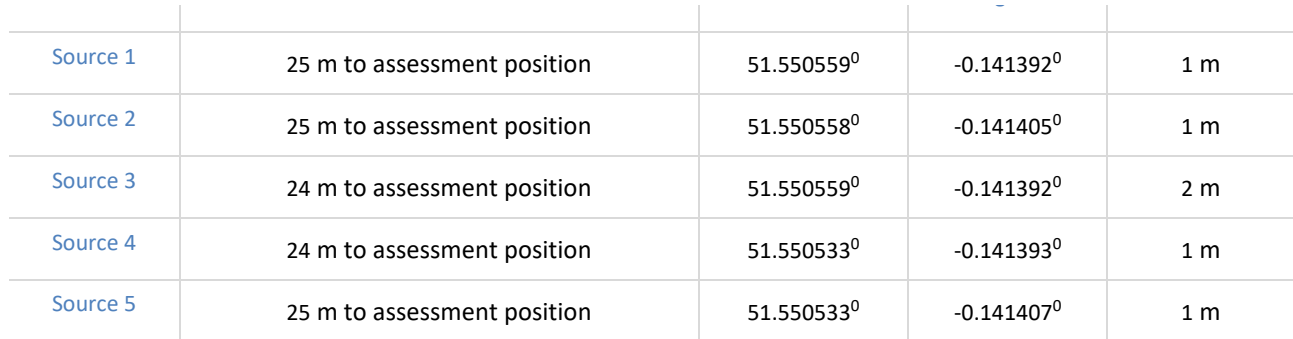 Source 1 25 m to assessment position 51.550559⁰ -0.141392⁰ 1 m
Source 2 25 m to assessment position 51.550558⁰ -0.141405⁰ 1 m
Source 3 24 m to assessment position 51.550559⁰ -0.141392⁰ 2 m
Source 4 24 m to assessment position 51.550533⁰ -0.141393⁰ 1 m
Source 5 25 m to assessment position 51.550533⁰ -0.141407⁰ 1 m